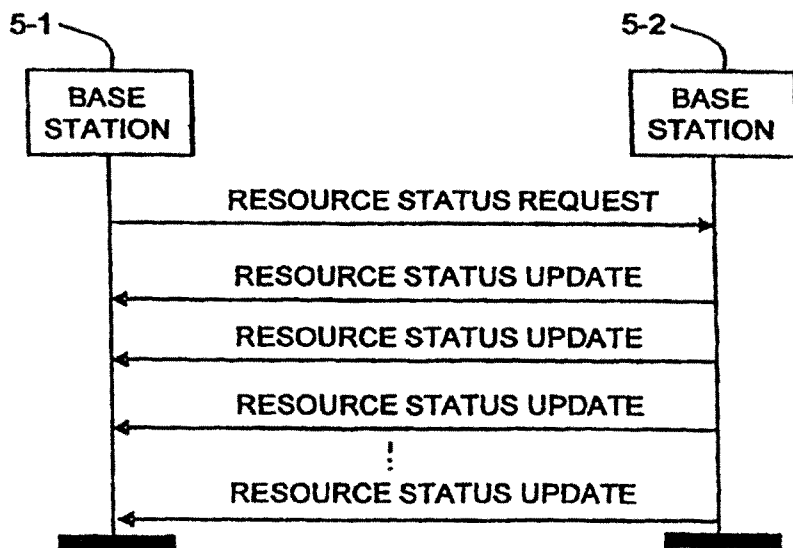 5-1
5-2
BASE
STATION
BASE
STATION
RESOURCE STATUS REQUEST
RESOURCE STATUS UPDATE
RESOURCE STATUS UPDATE
RESOURCE STATUS UPDATE
RESOURCE STATUS UPDATE